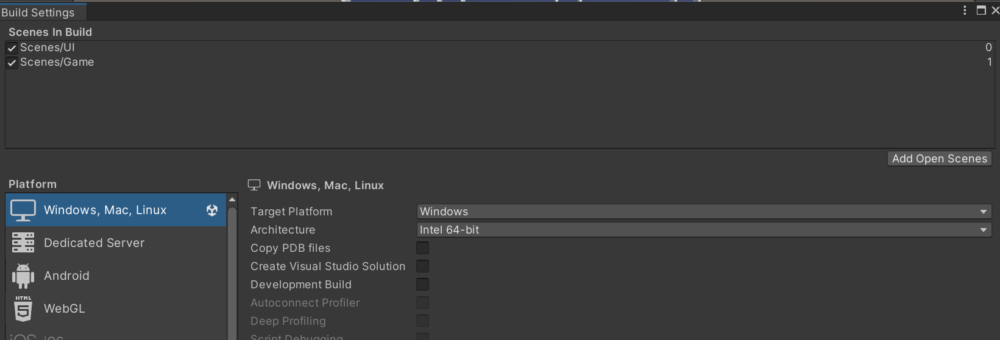 Build Settings
Scenes In Build
Scenes/UI 0
Scenes/Game 1
Add Open Scenes
Platform
Windows, Mac, Linux
Windows, Mac, Linux
Target Platform Windows
Architecture Intel 64-bit
Dedicated Server
Copy PDB files
Create Visual Studio Solution
Android
Development Build
Autoconnect Profiler
HTML
5
WebGL
Deep Profiling
Script Debugging
iOS iOS